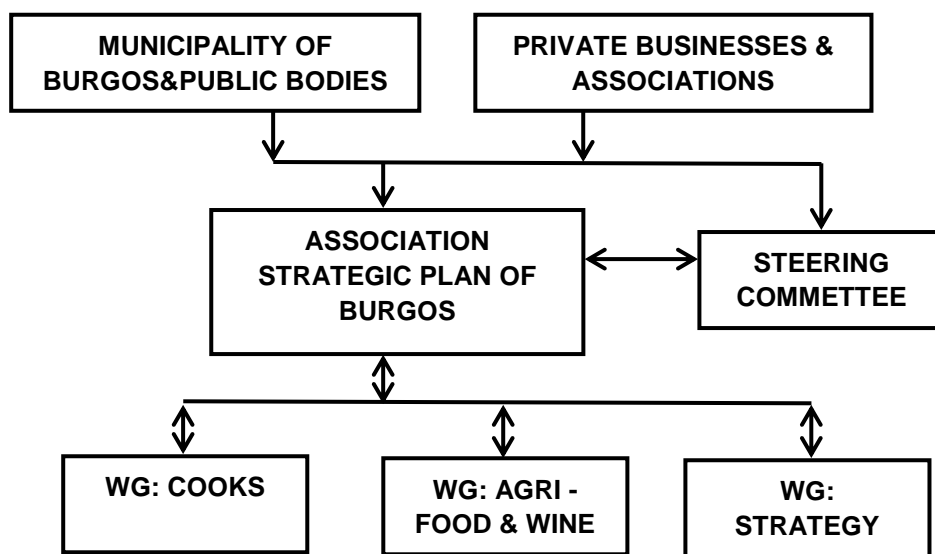 MUNICIPALITY OF
BURGOS&PUBLIC BODIES
PRIVATE BUSINESSES &
ASSOCIATIONS
ASSOCIATION
STRATEGIC PLAN OF
BURGOS
STEERING
COMMETTEE
WG: COOKS
WG: AGRI -
FOOD & WINE
WG:
STRATEGY